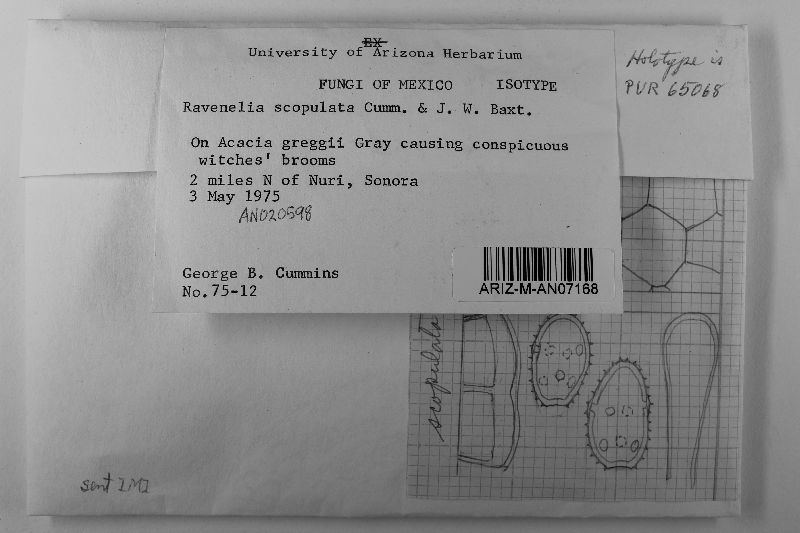 EX
University of Arizona Herbarium
FUNGI OF MEXICO ISOTYPE
Ravenelia scopulata Cumm. & J. W. Baxt.
On Acacia greggii Gray causing conspicuous
witches' brooms
2 miles N of Nuri, Sonora
3 May 1975
AN020598
George B. Cummins
No.75-12
ARIZ-M-AN07168
Holotype is
PUR 65068
scopulata
sent IMI